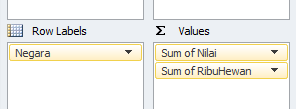 Row Labels
Σ Values
Negara
Sum of Nilai
Sum of RibuHewan